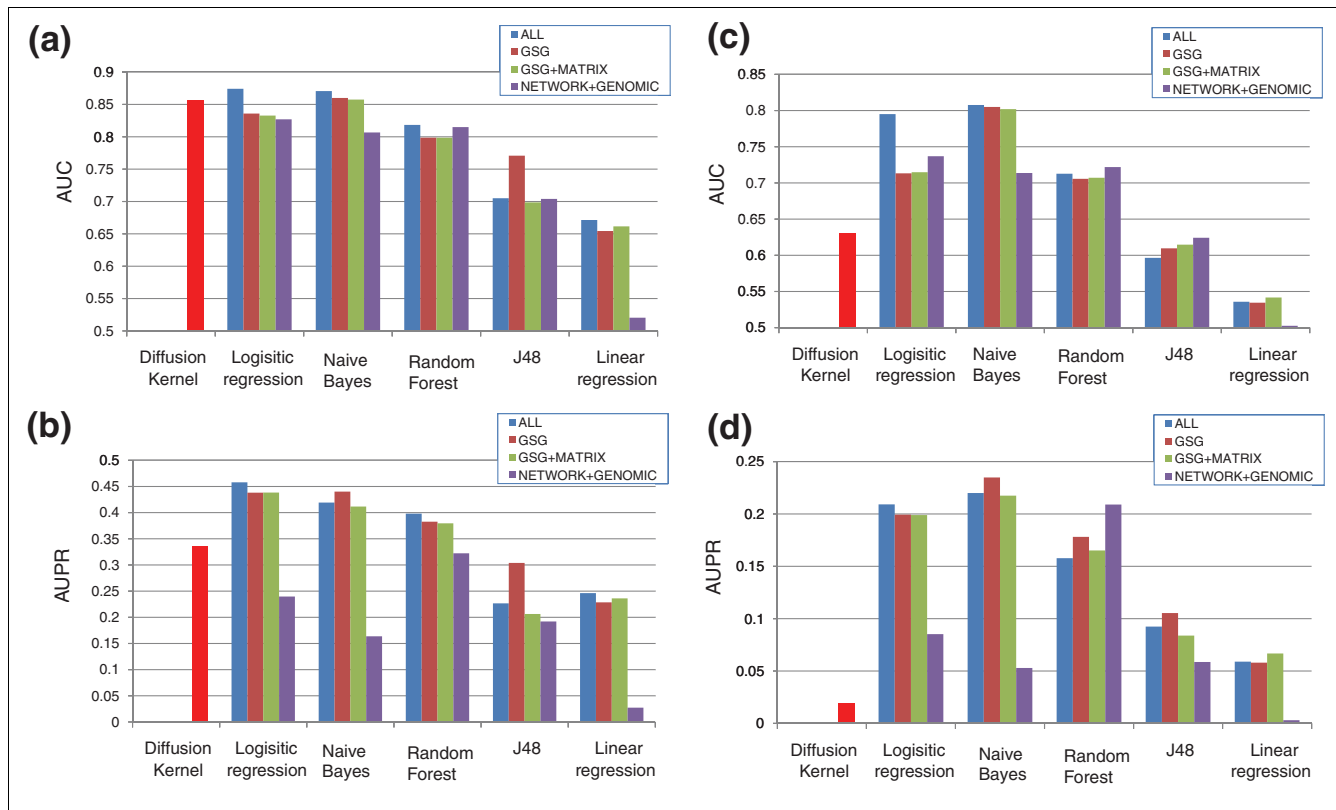 (a)
ALL
GSG
GSG+MATRIX
NETWORK+GENOMIC
0.9
0.85
0.8
0.75
0.7
0.65
0.6
0.55
0.5
AUC
Diffusion Kernel
Logisitic regression
Naive Bayes
Random Forest
J48
Linear regression
(c)
ALL
GSG
GSG+MATRIX
NETWORK+GENOMIC
0.85
0.8
0.75
0.7
0.65
0.6
0.55
0.5
AUC
Diffusion Kernel
Logisitic regression
Naive Bayes
Random Forest
J48
Linear regression
(b)
ALL
GSG
GSG+MATRIX
NETWORK+GENOMIC
0.5
0.45
0.4
0.35
0.3
0.25
0.2
0.15
0.1
0.05
0
AUPR
Diffusion Kernel
Logisitic regression
Naive Bayes
Random Forest
J48
Linear regression
(d)
ALL
GSG
GSG+MATRIX
NETWORK+GENOMIC
0.25
0.2
0.15
0.1
0.05
0
AUPR
Diffusion Kernel
Logisitic regression
Naive Bayes
Random Forest
J48
Linear regression